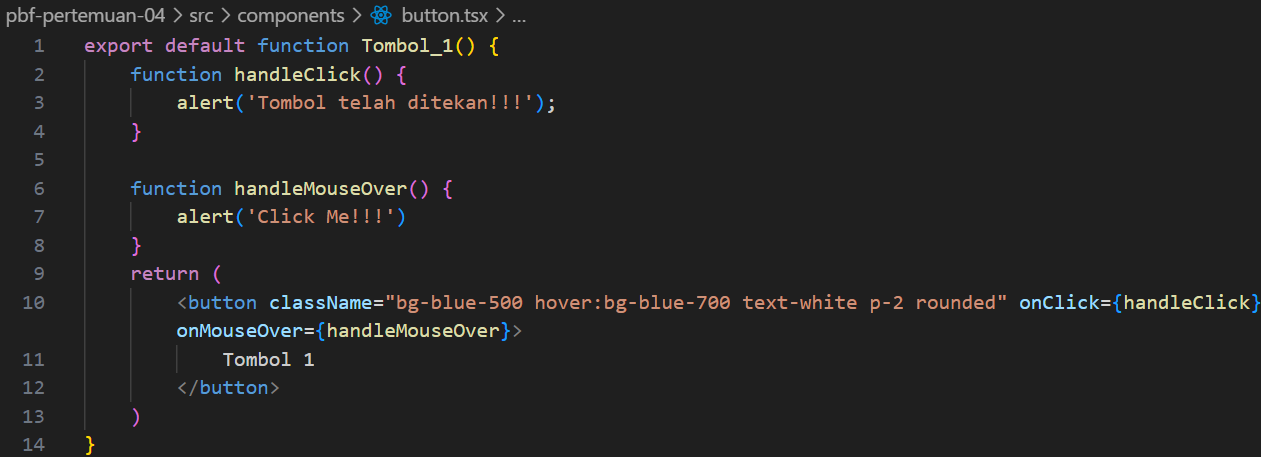 pbf-pertemuan-04 > src > components > button.tsx > ...
1 export default function Tombol_1() {
2 function handleClick() {
3 alert('Tombol telah ditekan!!!');
4 }
5
6 function handleMouseOver() {
7 alert('Click Me!!!')
8 }
9 return (
10 <button className="bg-blue-500 hover:bg-blue-700 text-white p-2 rounded" onClick={handleClick}
onMouseOver={handleMouseOver}>
11 Tombol 1
12 </button>
13 )
14 }